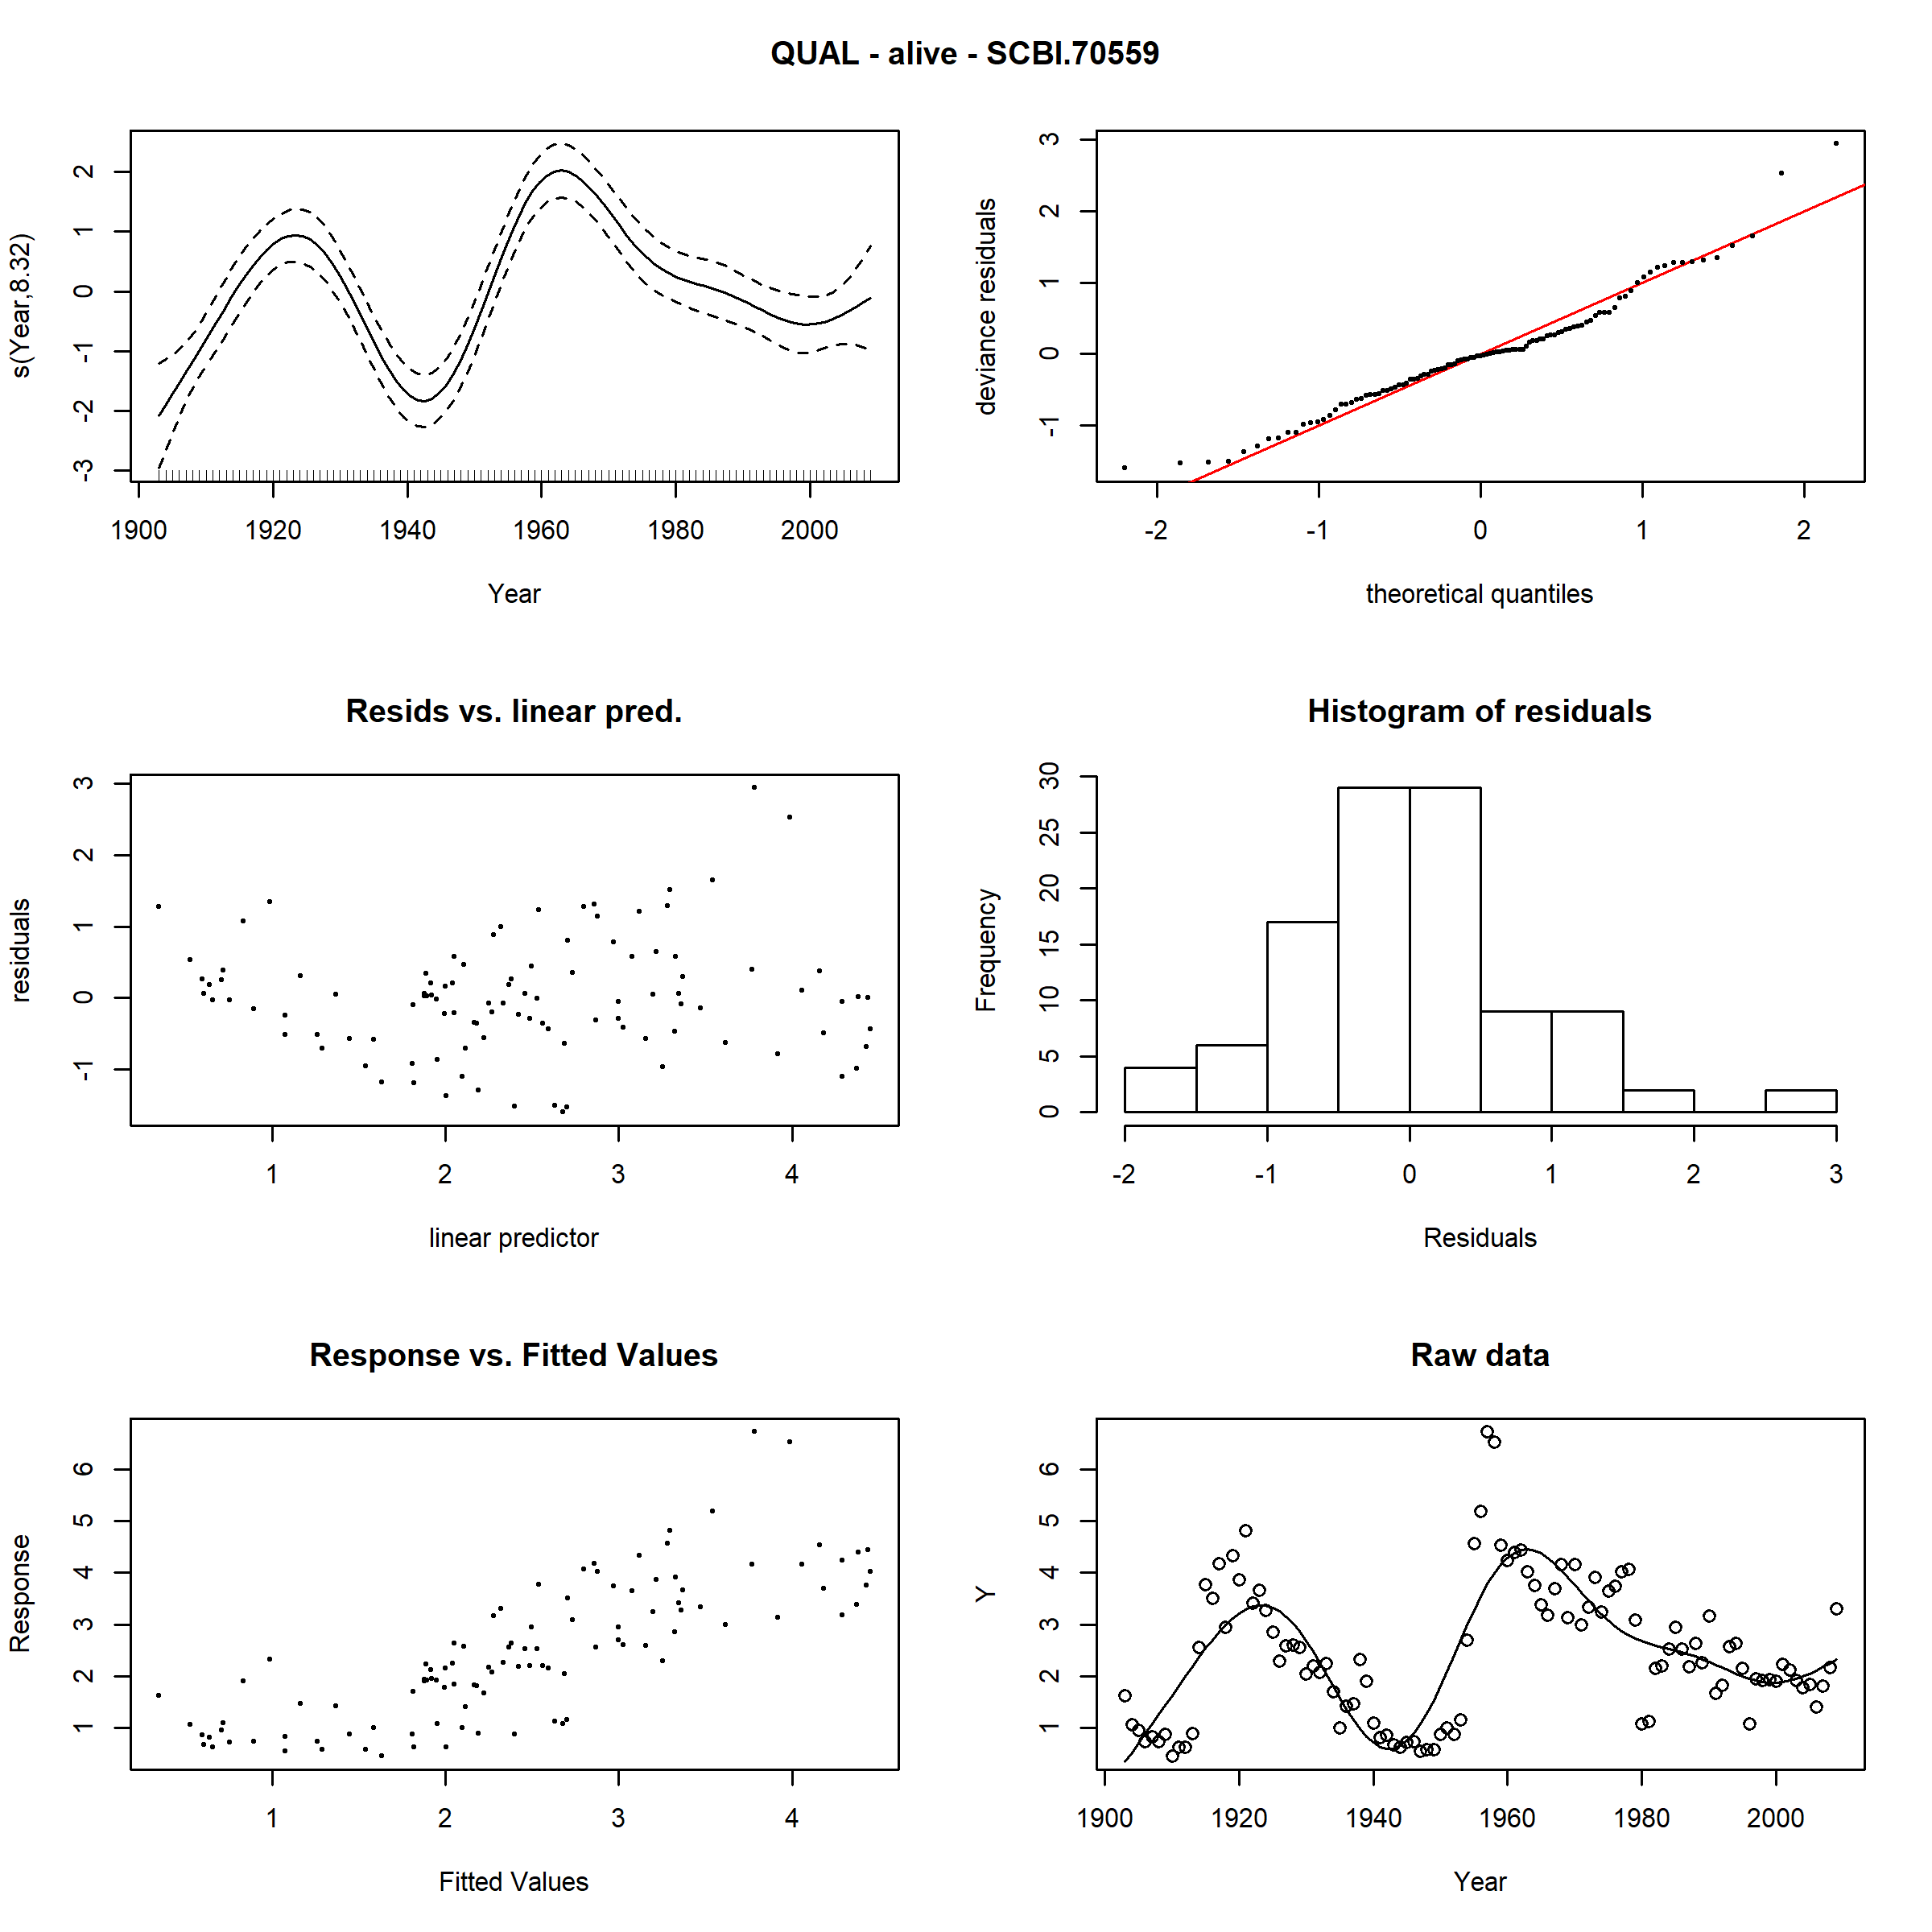 QUAL - alive - SCBI.70559
s(Year,8.32)
2
1
0
-1
-2
-3
1900 1920 1940 1960 1980 2000
Year
deviance residuals
3
2
1
0
-1
-2 -1 0 1 2
theoretical quantiles
Resids vs. linear pred.
residuals
3
2
1
0
-1
1 2 3 4
linear predictor
Histogram of residuals
Frequency
30
25
20
15
10
5
0
-2 -1 0 1 2 3
Residuals
Response vs. Fitted Values
Response
6
5
4
3
2
1
1 2 3 4
Fitted Values
Raw data
Y
6
5
4
3
2
1
1900 1920 1940 1960 1980 2000
Year